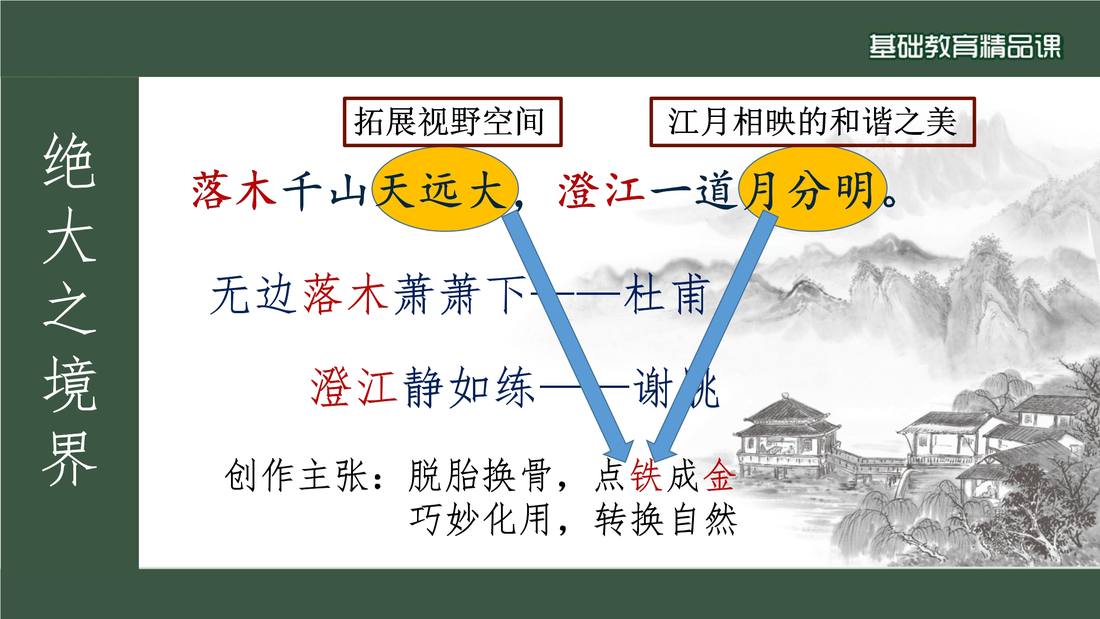 基础教育精品课
绝大之境界
拓展视野空间
江月相映的和谐之美
落木千山天远大，澄江一道月分明。
无边落木萧萧下——杜甫
澄江静如练——谢朓
创作主张：脱胎换骨，点铁成金
巧妙化用，转换自然